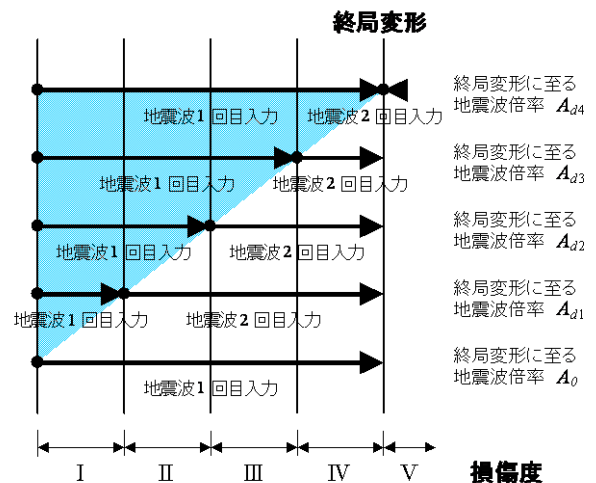 終局変形
地震波1 回目入力
地震波2 回目入力
終局変形に至る
地震波倍率 Ad4
地震波1 回目入力
地震波2 回目入力
終局変形に至る
地震波倍率 Ad3
地震波1 回目入力
地震波2 回目入力
終局変形に至る
地震波倍率 Ad2
地震波1 回目入力
地震波2 回目入力
終局変形に至る
地震波倍率 Ad1
地震波1 回目入力
終局変形に至る
地震波倍率 A0
Ⅰ Ⅱ Ⅲ Ⅳ Ⅴ 損傷度